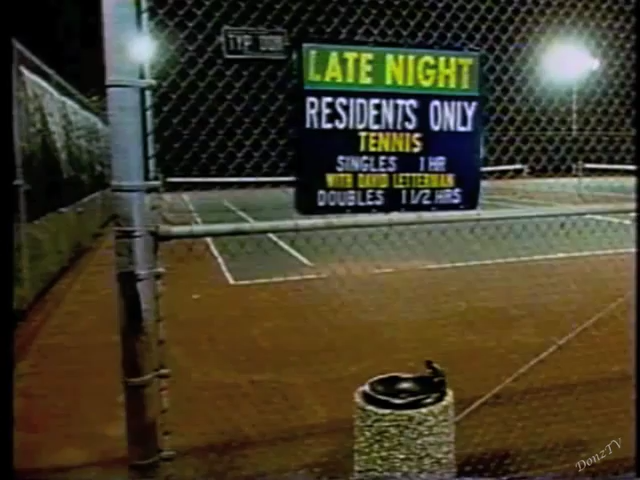 LATE NIGHT
RESIDENTS ONLY
TENNIS
SINGLES 1 HR
WITH DAVID LETTERMAN
DOUBLES 1 1/2 HRS
DonzTV